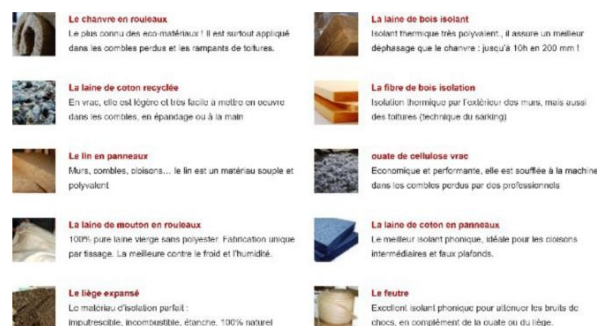 Le chanvre en rouleaux
Le plus connu des eco-matériaux ! Il est surtout appliqué
dans les combles perdus et les rampants de toitures.
La laine de coton recyclée
En vrac, elle est légère et très facile à mettre en oeuvre
dans les combles, en épandage ou à la main
Le lin en panneaux
Murs, combles, cloisons… le lin est un matériau souple et
polyvalent
La laine de mouton en rouleaux
100% pure laine vierge sans polyester. Fabrication unique
par tissage. La meilleure contre le froid et l'humidité.
Le liège expansé
Le matériau d'isolation parfait :
imputrescible, incombustible, étanche, 100% naturel
La laine de bois isolant
Isolant thermique très polyvalent., il assure un meilleur
déphasage que le chanvre : jusqu'à 10h en 200 mm !
La fibre de bois isolation
Isolation thermique par l'extérieur des murs, mais aussi
des toitures (technique du sarking)
ouate de cellulose vrac
Economique et performante, elle est soufflée à la machine
dans les combles perdus par des professionnels
La laine de coton en panneaux
Le meilleur isolant phonique, idéale pour les cloisons
intermédiaires et faux plafonds.
Le feutre
Excellent isolant phonique pour atténuer les bruits de
chocs, en complément de la ouate ou du liège.